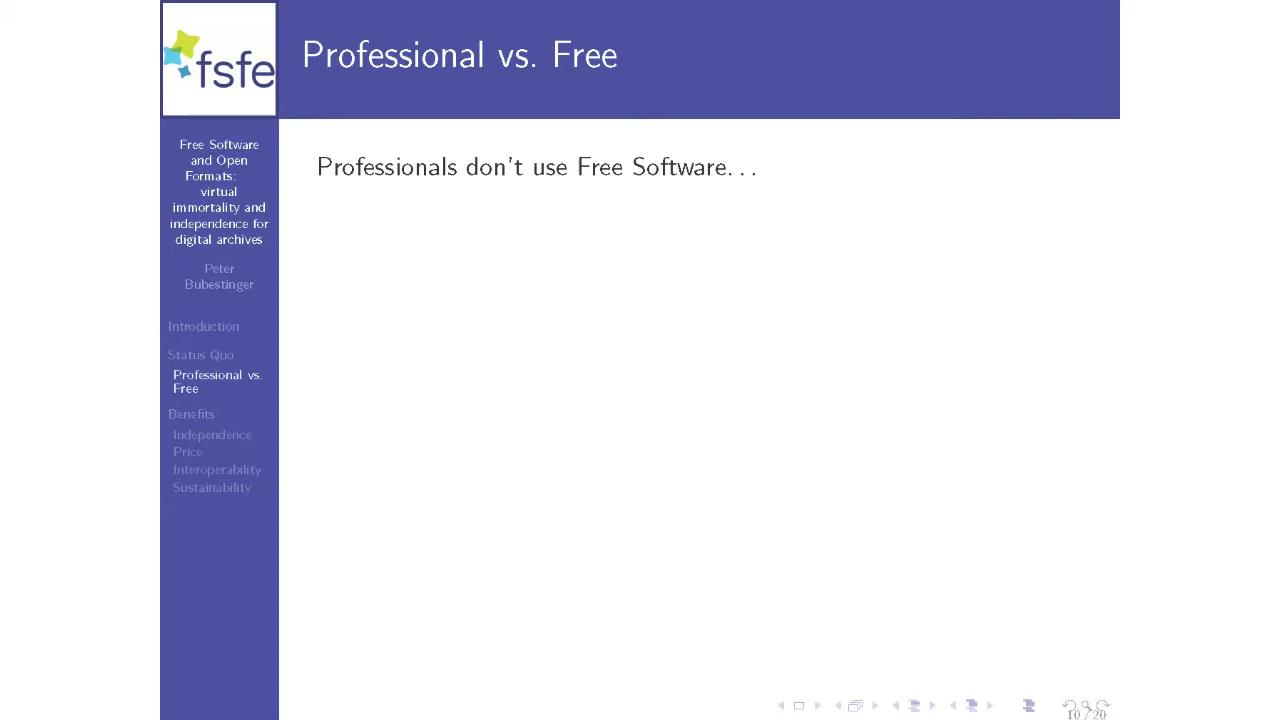 fsfe
Professional vs. Free
Free Software
and Open
Formats:
virtual
immortality and
independence for
digital archives
Peter
Bubestinger
Introduction
Status Quo
Professional vs.
Free
Benefits
Independence
Price
Interoperability
Sustainability
Professionals don't use Free Software...
10 / 20